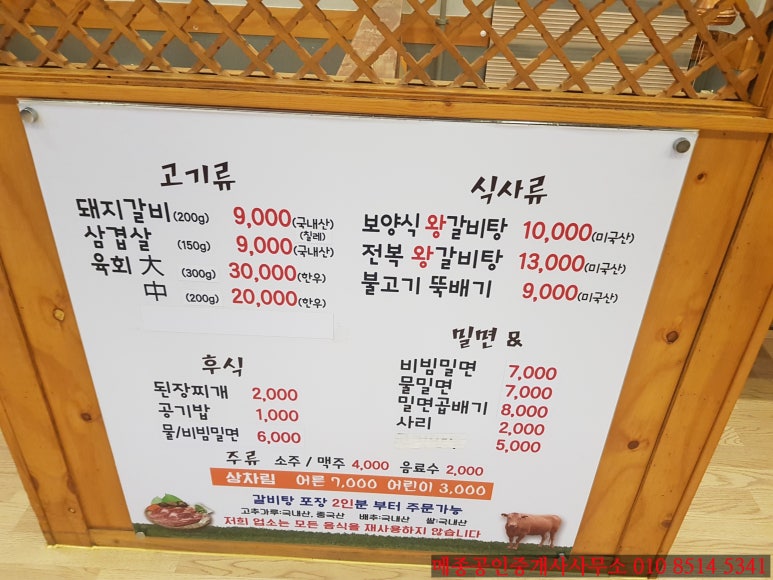 고기류
돼지갈비(200g) 9,000(국내산)
(칠레)
삼겹살 (150g) 9,000(국내산)
육회 大 (300g) 30,000(한우)
中 (200g) 20,000(한우)
식사류
보양식 왕갈비탕 10,000(미국산)
전복 왕갈비탕 13,000(미국산)
불고기 뚝배기 9,000(미국산)
후식
된장찌개 2,000
공기밥 1,000
물/비빔밀면 6,000
밀면 &
비빔밀면 7,000
물밀면 7,000
밀면곱배기 8,000
사리 2,000
5,000
주류 소주 / 맥주 4,000 음료수 2,000
상차림 어른 7,000 어린이 3,000
갈비탕 포장 2인분 부터 주문가능
고추가루:국내산, 중국산 배추:국내산 쌀:국내산
저희 업소는 모든 음식을 재사용하지 않습니다
공인중개사사무소 010 8514 5341